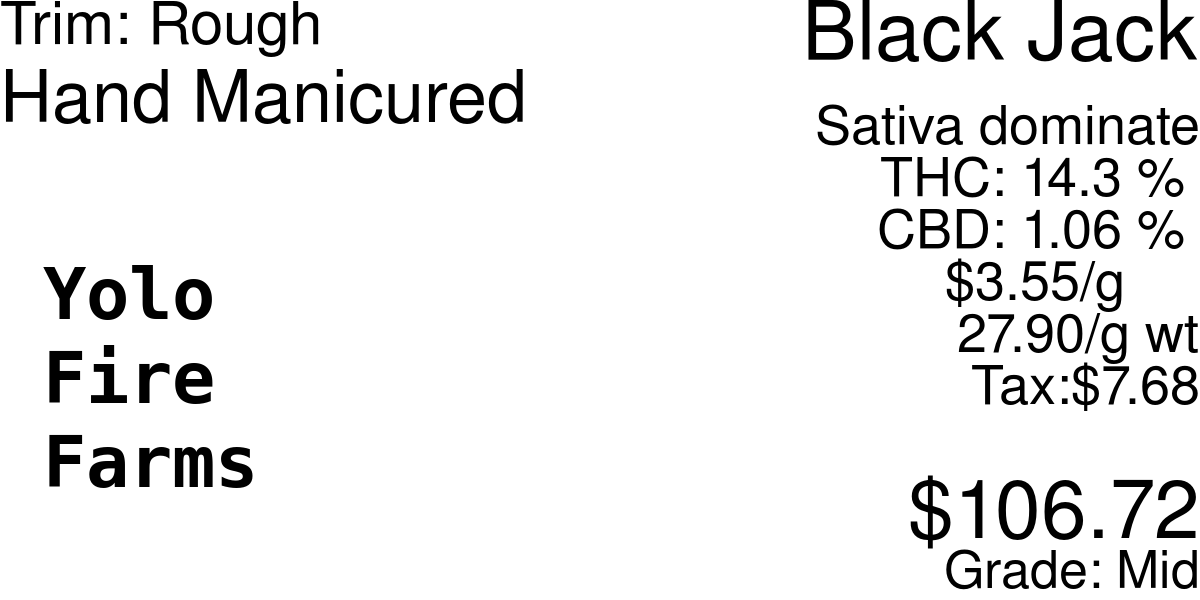 Trim: Rough
Hand Manicured
Yolo
Fire
Farms
Black Jack
Sativa dominate
THC: 14.3 %
CBD: 1.06 %
$3.55/g
27.90/g wt
Tax:$7.68
$106.72
Grade: Mid